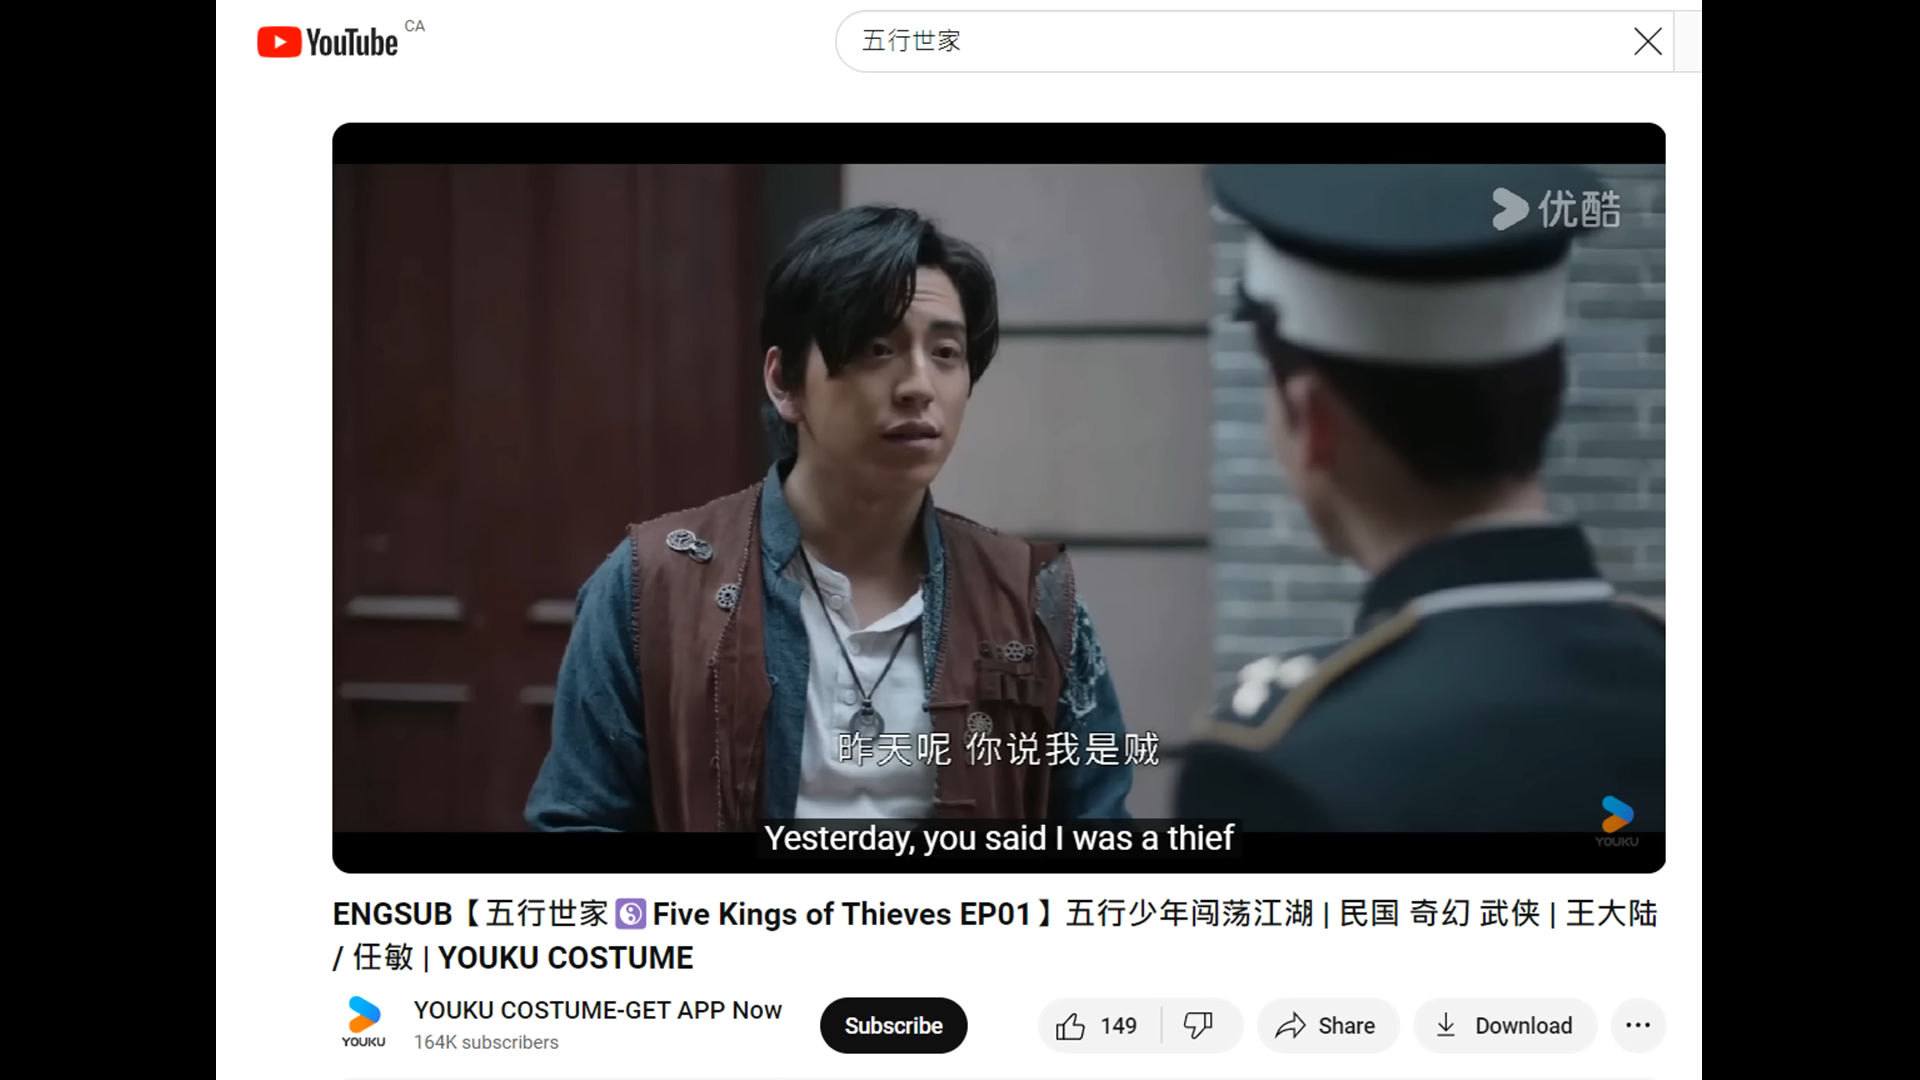 YouTube CA
五行世家
优酷
昨天呢 你说我是贼
Yesterday, you said I was a thief
YOUKU
ENGSUB【五行世家☯Five Kings of Thieves EP01】五行少年闯荡江湖 | 民国 奇幻 武侠 | 王大陆
/ 任敏 | YOUKU COSTUME
YOUKU
YOUKU COSTUME-GET APP Now
164K subscribers
Subscribe
149
Share
Download